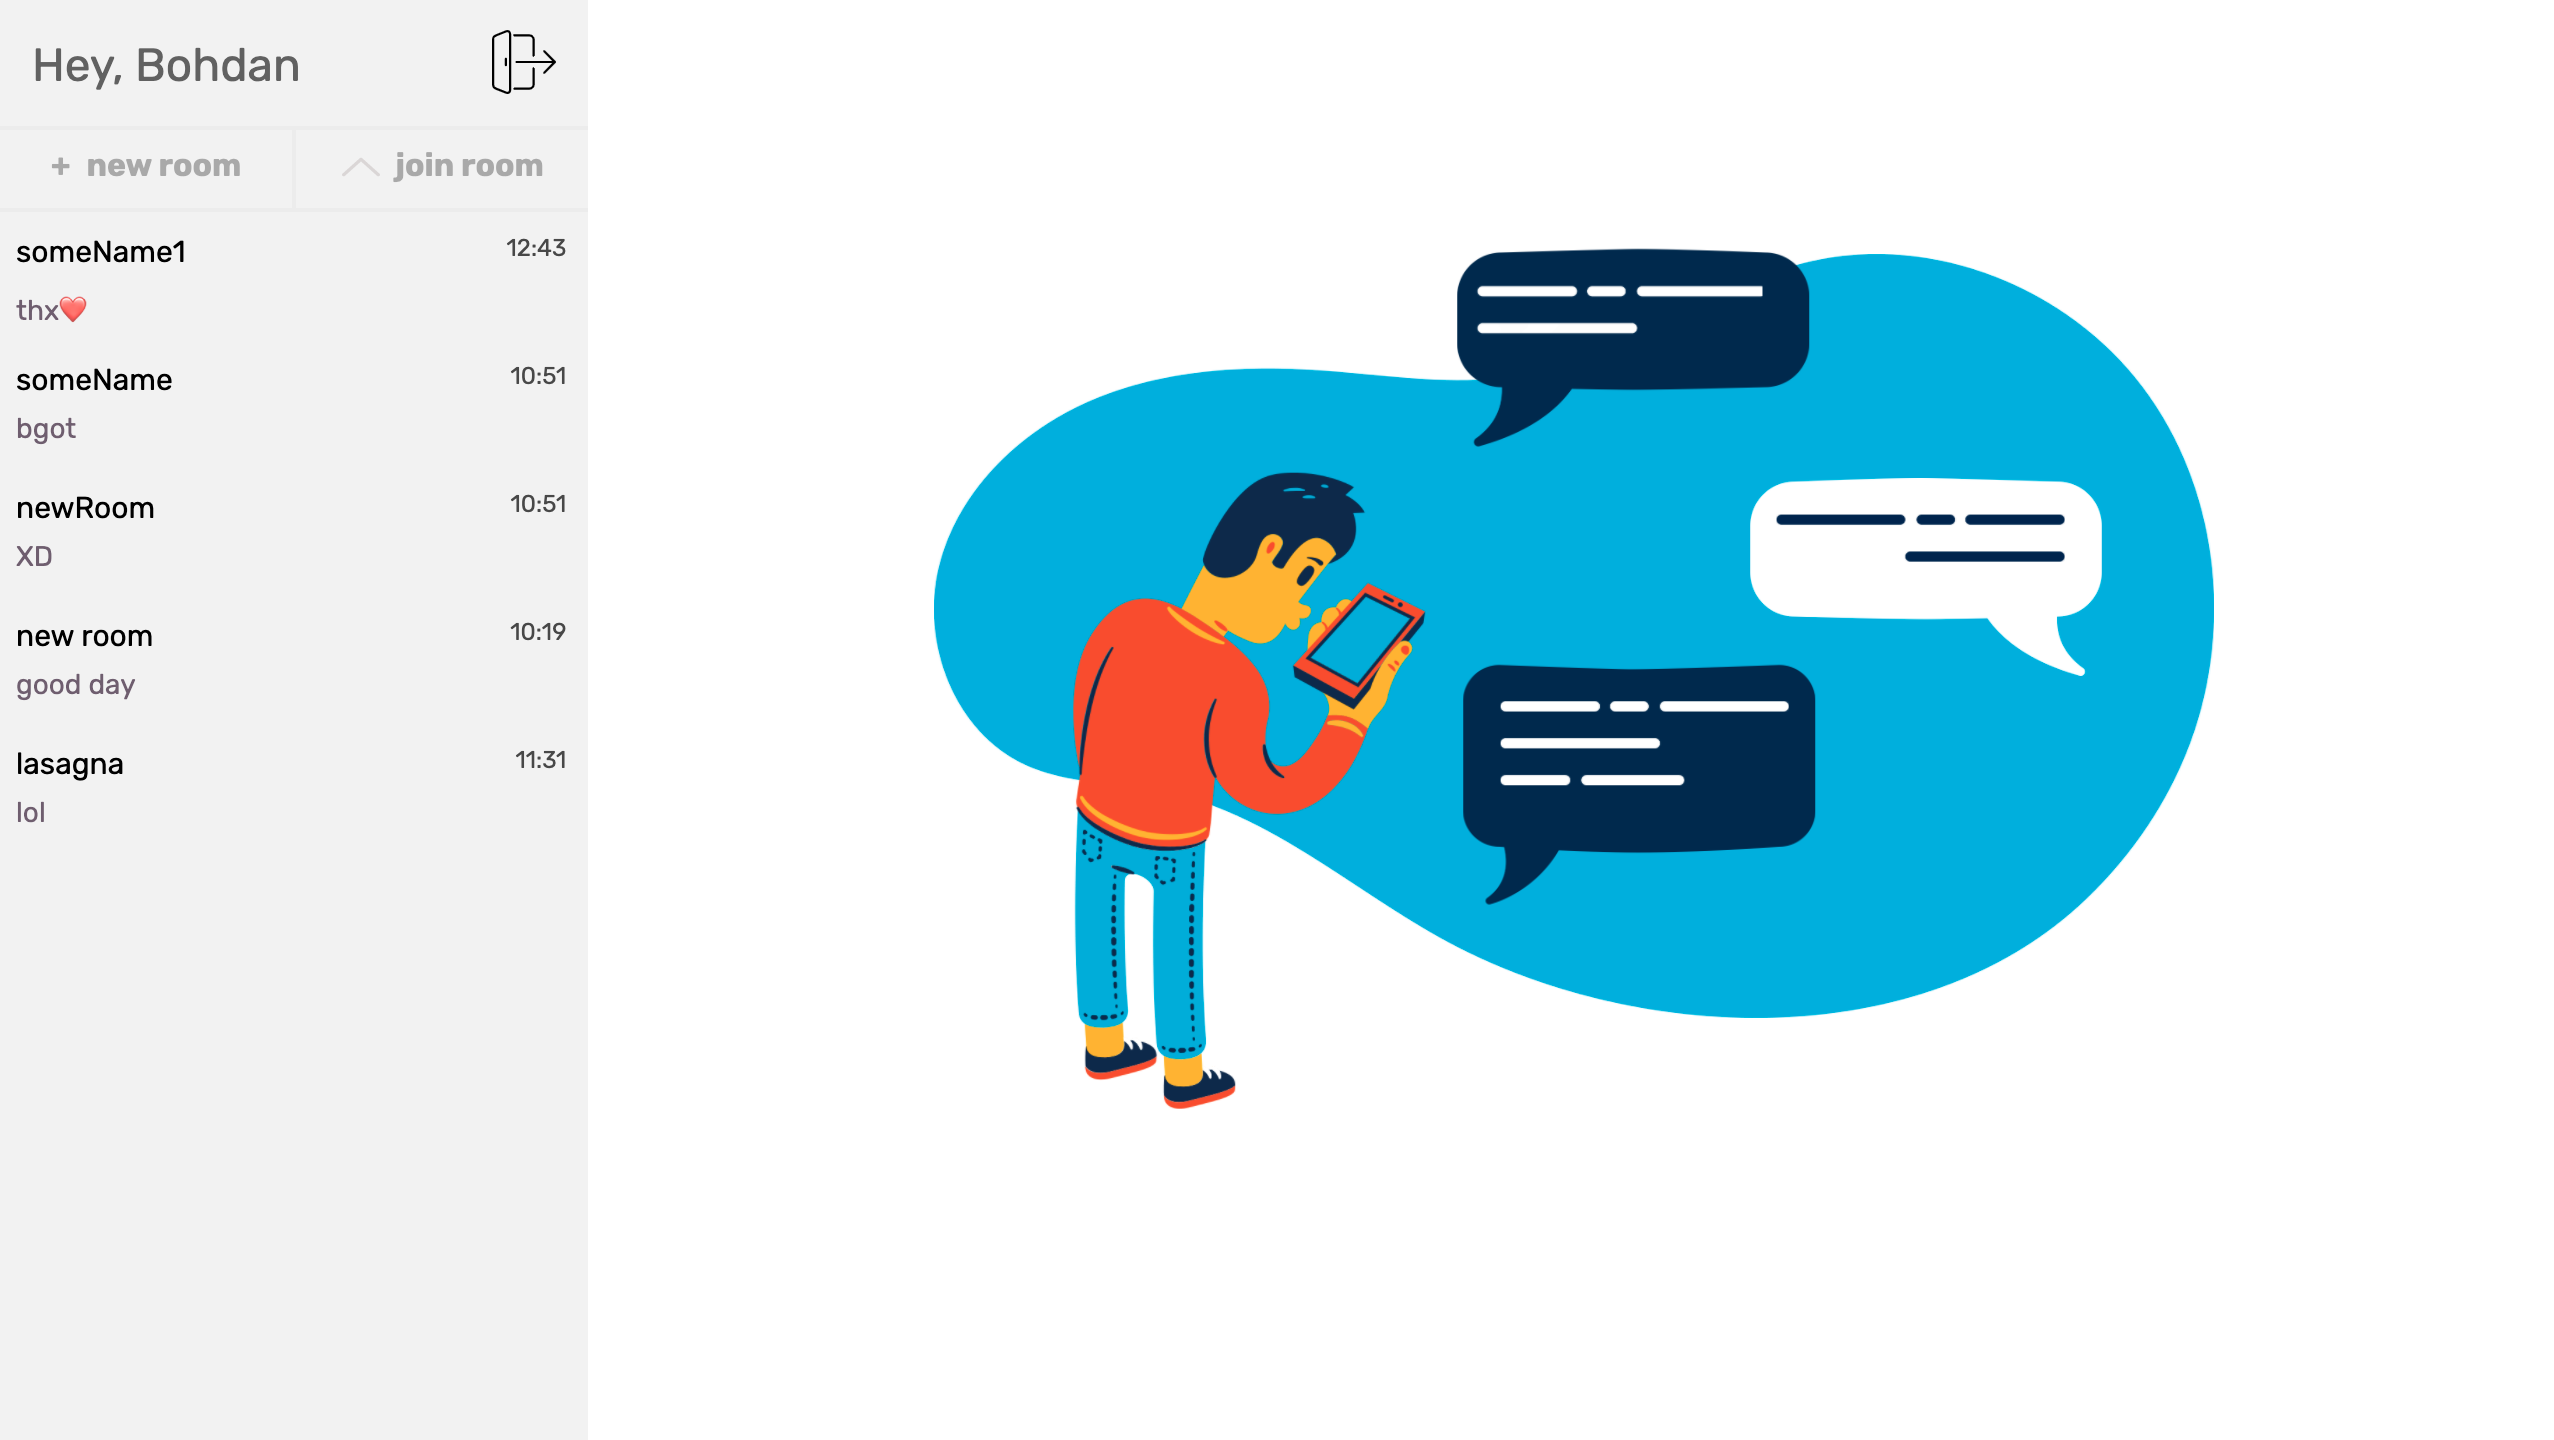 Hey, Bohdan
+ new room
join room
someName1 12:43
thx❤️
someName 10:51
bgot
newRoom 10:51
XD
new room 10:19
good day
lasagna 11:31
lol